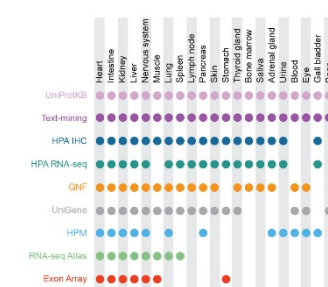 Heart
Intestine
Kidney
Liver
Nervous system
Muscle
Lung
Spleen
Lymph node
Pancreas
Skin
Stomach
Thyroid gland
Bone marrow
Saliva
Adrenal gland
Urine
Blood
Eye
Gall bladder
UniProtKB
Text-mining
HPA IHC
HPA RNA-seq
GNF
UniGene
HPM
RNA-seq Atlas
Exon Array